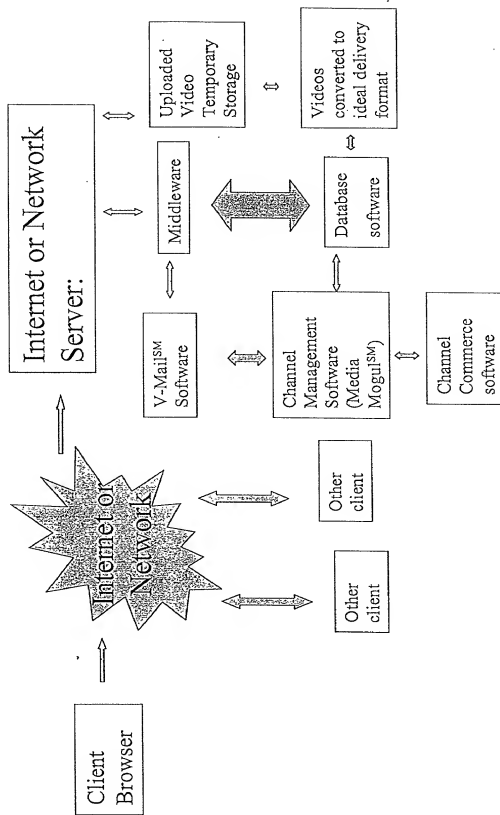 Client
Browser
Internet or
Network
Other
client
Other
client
Internet or Network
Server:
V-Mail℠
Software
Middleware
Uploaded
Video
Temporary
Storage
Channel
Management
Software
(Media
Mogul℠)
Database
software
Videos
converted to
ideal delivery
format
Channel
Commerce
software